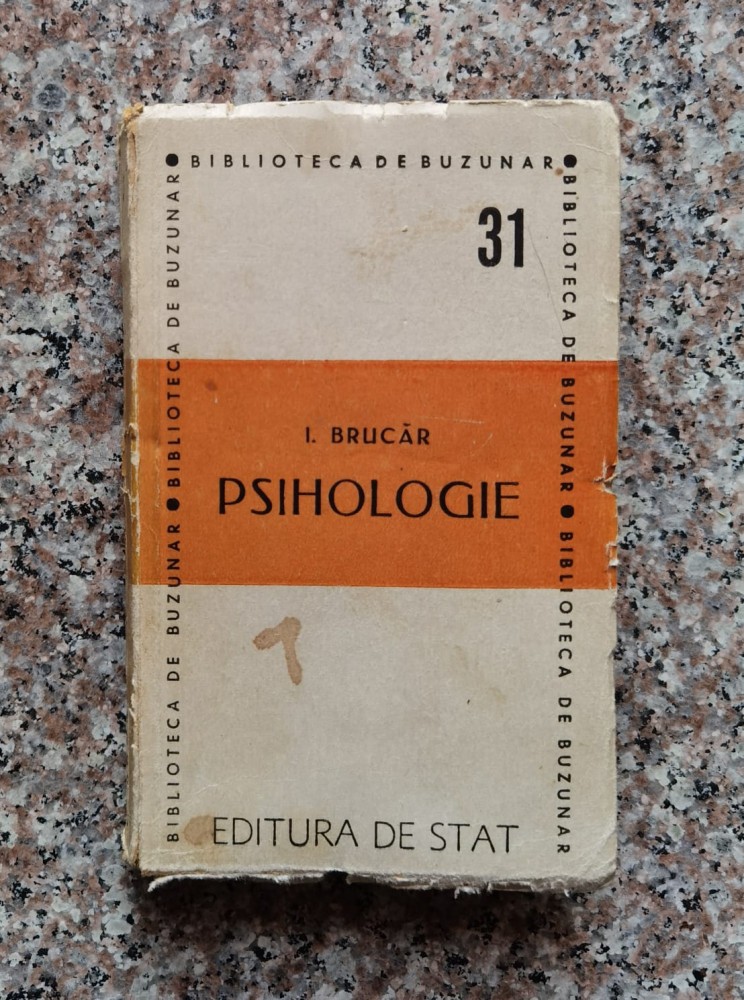 ● BIBLIOTECA DE BUZUNAR ●
31
I. BRUCĂR
PSIHOLOGIE
EDITURA DE STAT
BIBLIOTECA DE BUZUNAR ● BIBLIOTECA DE BUZUNAR
BIBLIOTECA DE BUZUNAR ● BIBLIOTECA DE BUZUNAR